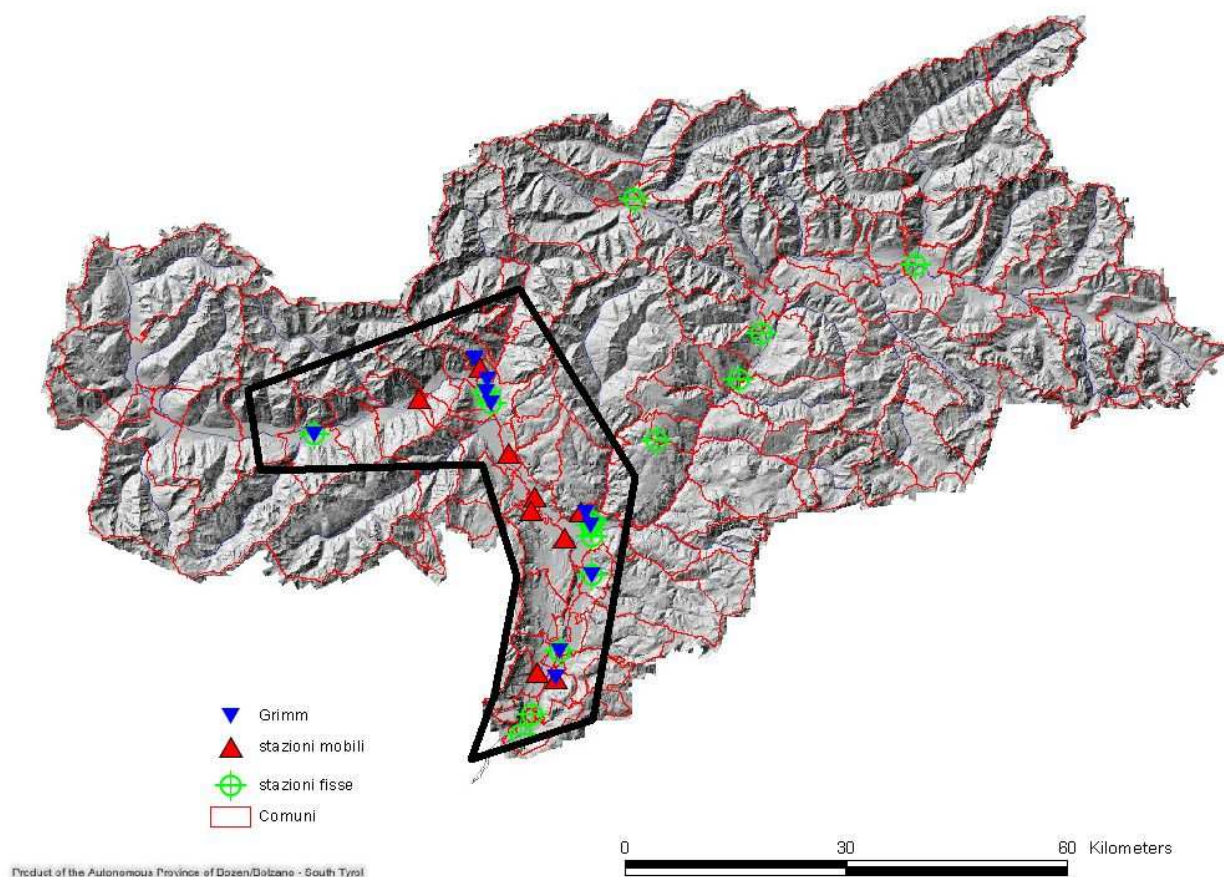 Grimm
stazioni mobili
stazioni fisse
Comuni
0 30 60 Kilometers
Product of the Autonomous Province of Bozen/Bolzano - South Tyrol